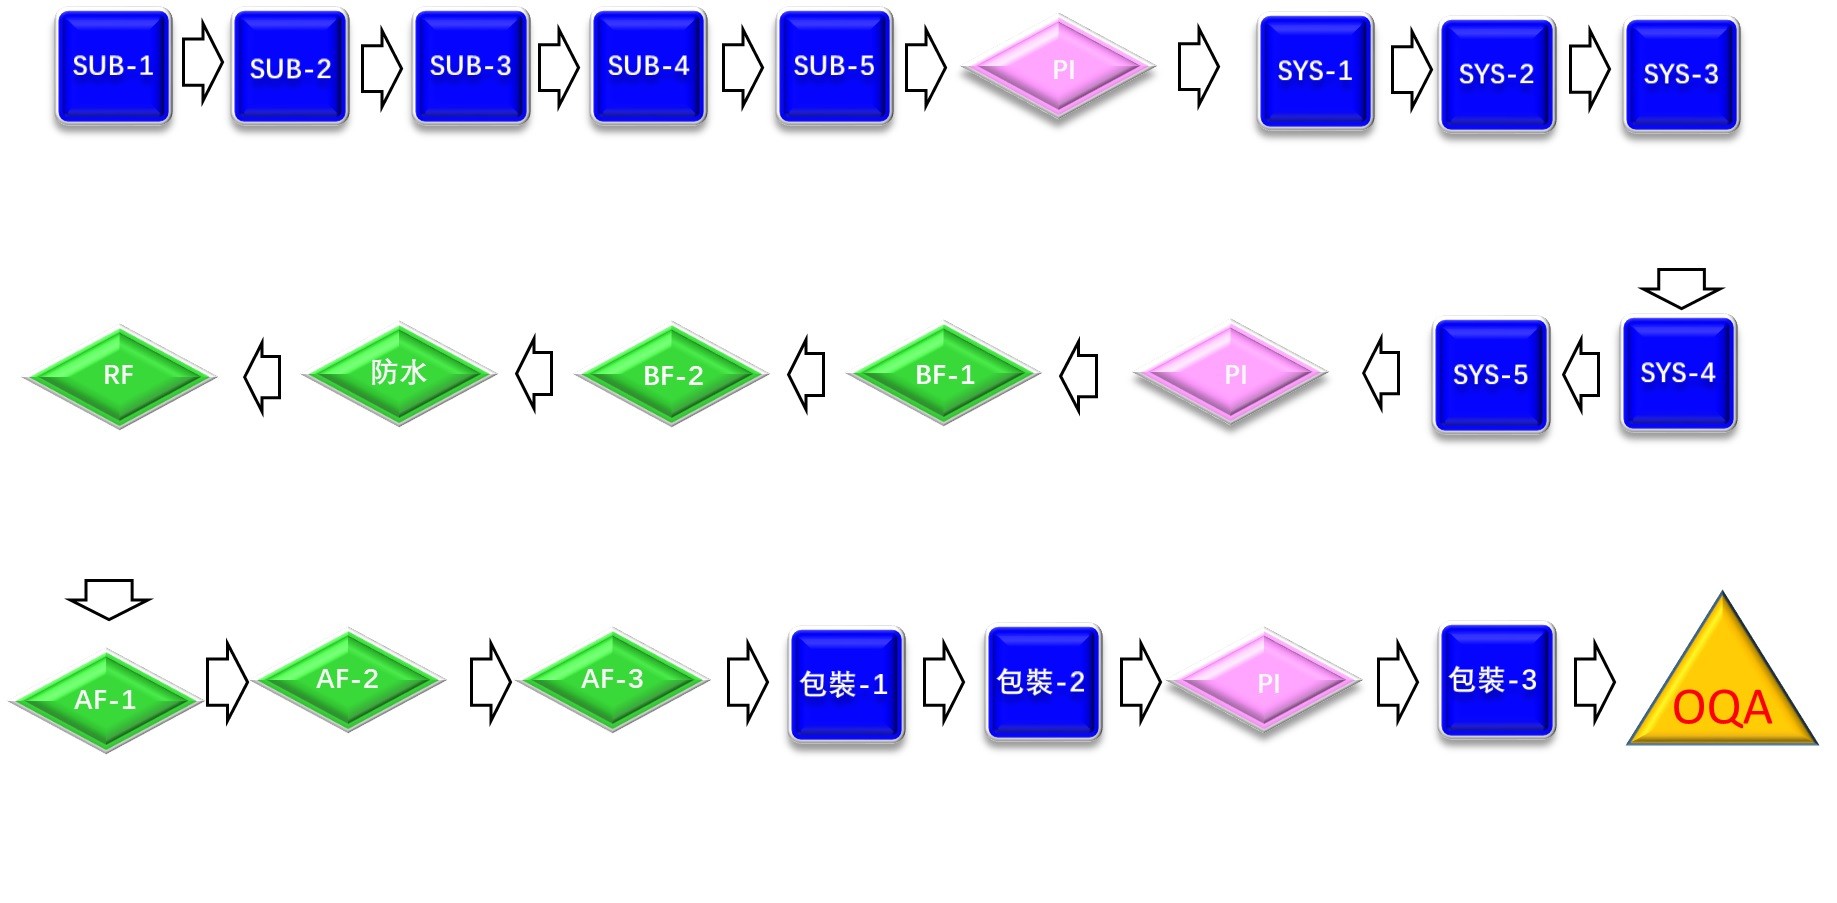 SUB-1
SUB-2
SUB-3
SUB-4
SUB-5
PI
SYS-1
SYS-2
SYS-3
SYS-4
SYS-5
PI
BF-1
BF-2
防水
RF
AF-1
AF-2
AF-3
包裝-1
包裝-2
PI
包裝-3
OQA